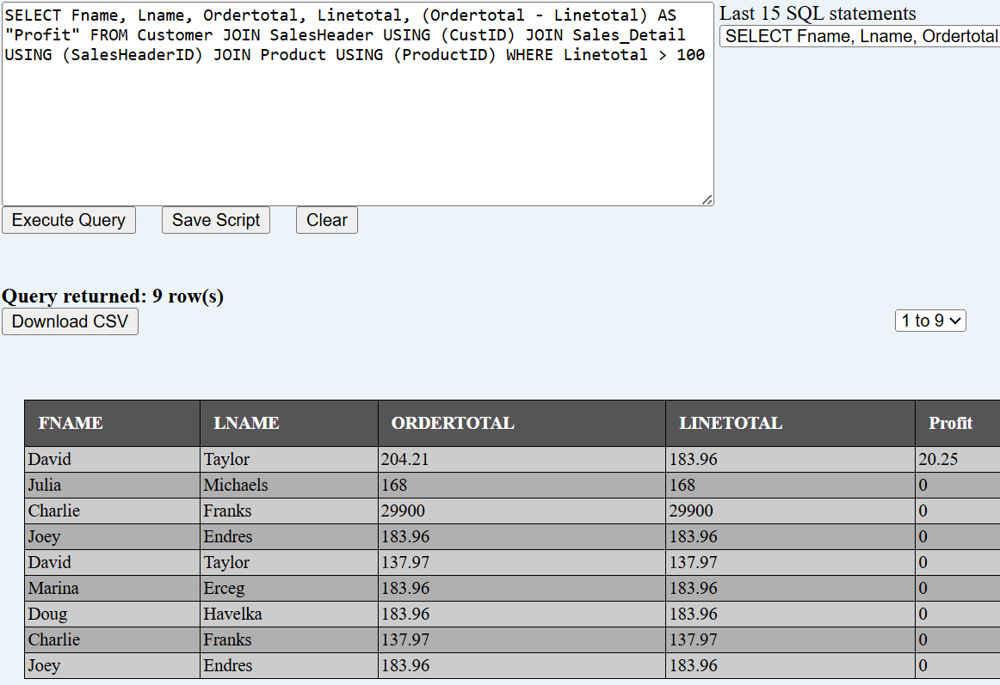 SELECT Fname, Lname, Ordertotal, Linetotal, (Ordertotal - Linetotal) AS
"Profit" FROM Customer JOIN SalesHeader USING (CustID) JOIN Sales_Detail
USING (SalesHeaderID) JOIN Product USING (ProductID) WHERE Linetotal > 100
Last 15 SQL statements
SELECT Fname, Lname, Ordertotal
Execute Query Save Script Clear
Query returned: 9 row(s)
Download CSV 1 to 9
FNAME LNAME ORDERTOTAL LINETOTAL Profit
David Taylor 204.21 183.96 20.25
Julia Michaels 168 168 0
Charlie Franks 29900 29900 0
Joey Endres 183.96 183.96 0
David Taylor 137.97 137.97 0
Marina Erceg 183.96 183.96 0
Doug Havelka 183.96 183.96 0
Charlie Franks 137.97 137.97 0
Joey Endres 183.96 183.96 0